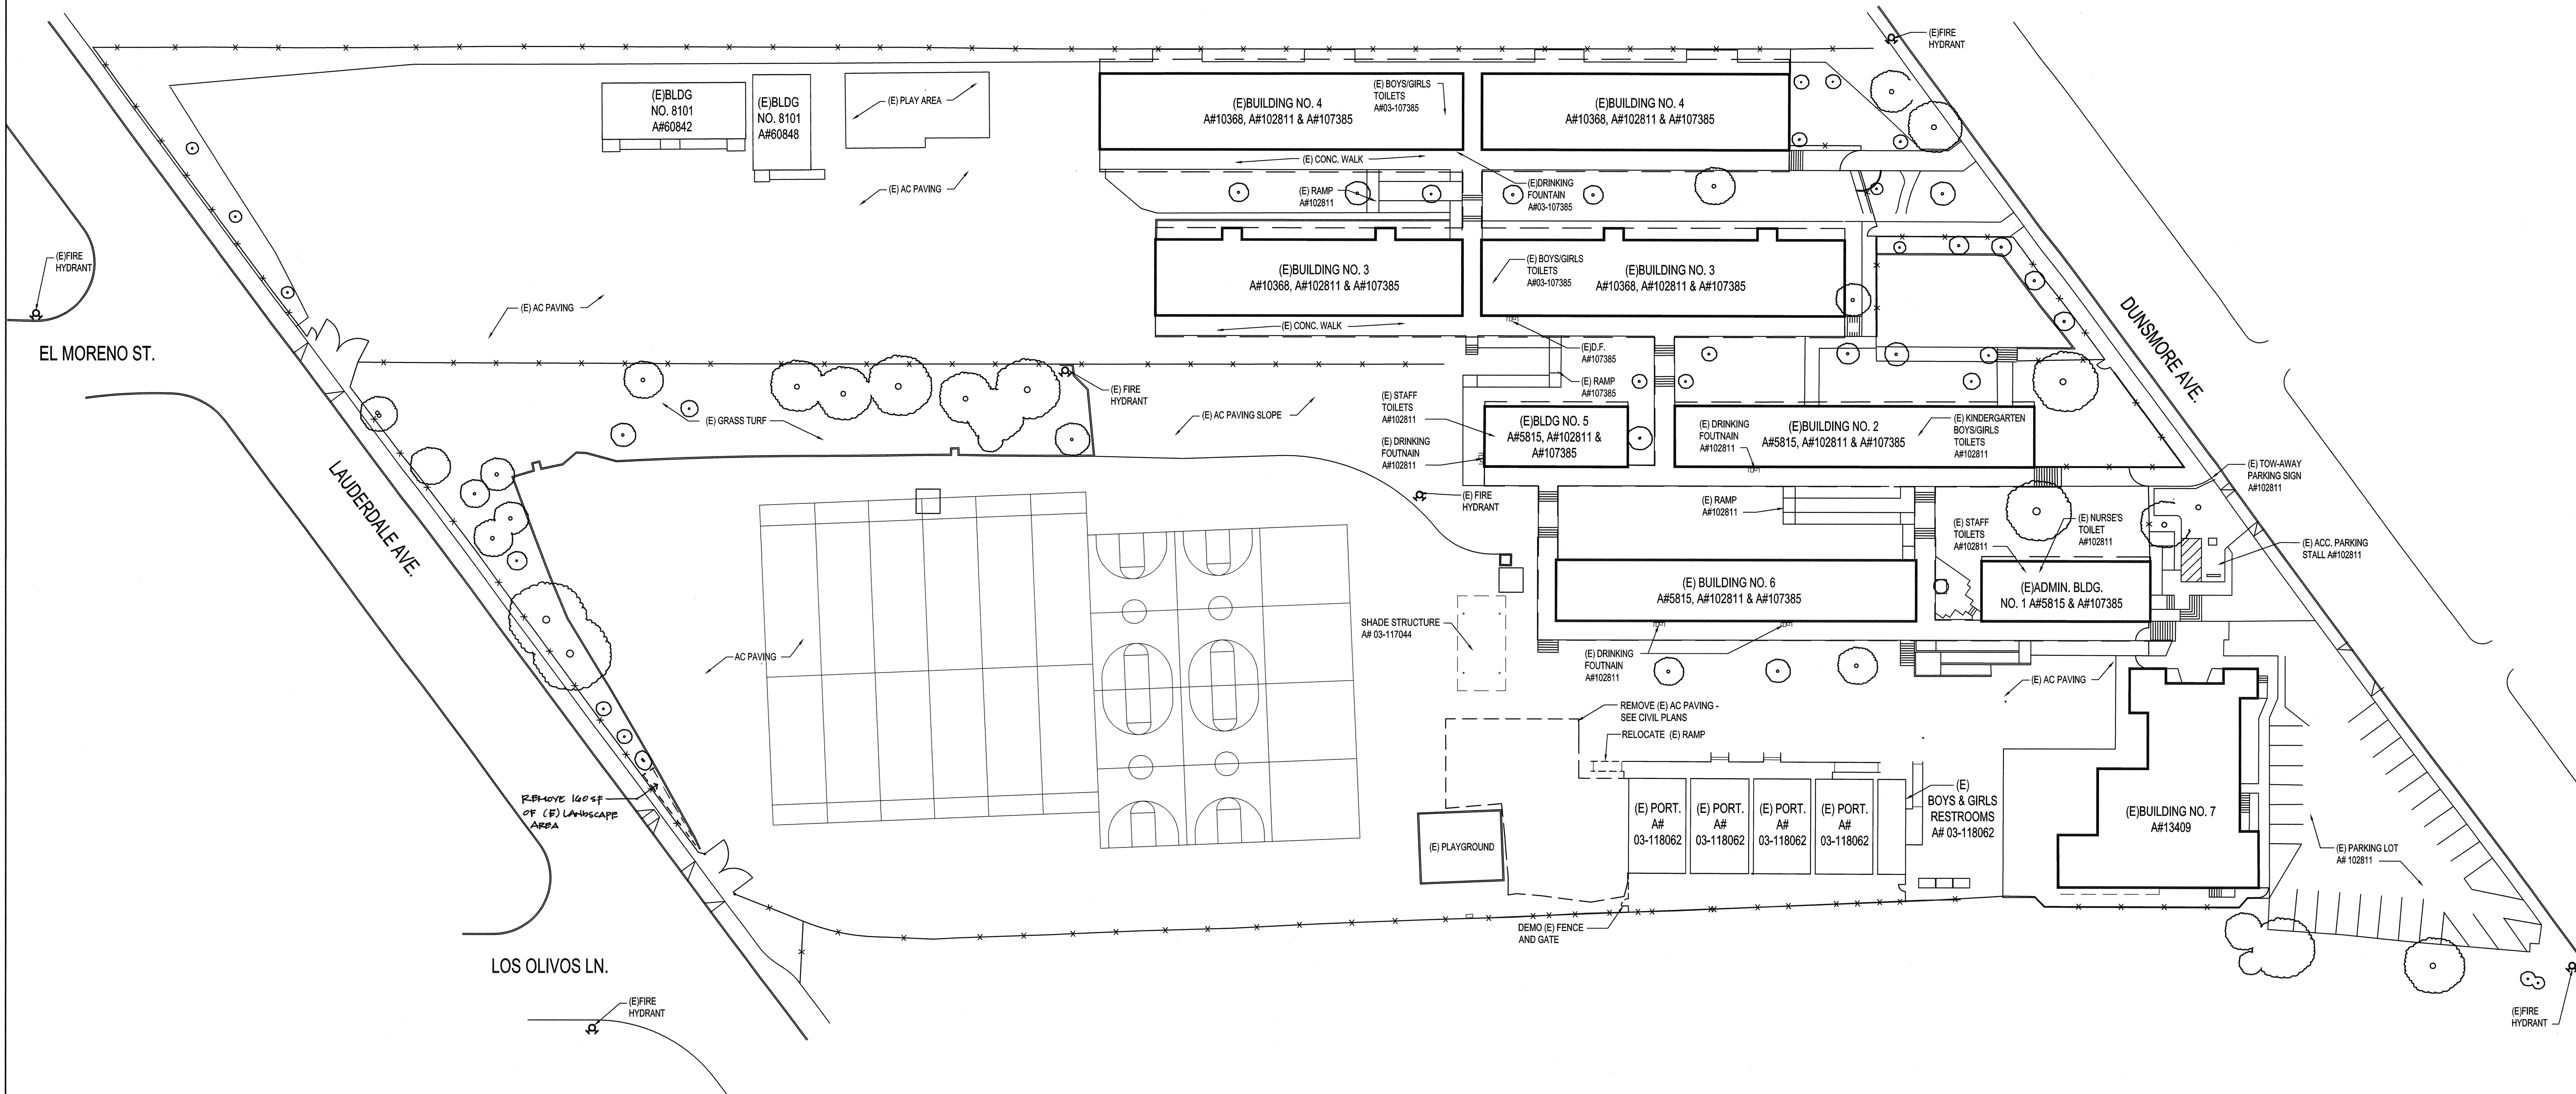 (E)FIRE
HYDRANT
(E)BLDG
NO. 8101
A#60842
(E)BLDG
NO. 8101
A#60848
(E) PLAY AREA
(E)BUILDING NO. 4
A#10368, A#102811 & A#107385
(E) BOYS/GIRLS
TOILETS
A#03-107385
(E)BUILDING NO. 4
A#10368, A#102811 & A#107385
(E) CONC. WALK
(E) AC PAVING
(E) RAMP
A#102811
(E)DRINKING
FOUNTAIN
A#03-107385
(E)FIRE
HYDRANT
(E)BUILDING NO. 3
A#10368, A#102811 & A#107385
(E) BOYS/GIRLS
TOILETS
A#03-107385
(E)BUILDING NO. 3
A#10368, A#102811 & A#107385
(E) AC PAVING
(E) CONC. WALK
DUNSMORE AVE.
EL MORENO ST.
(E)D.F.
A#107385
(E) RAMP
A#107385
(E) FIRE
HYDRANT
(E) GRASS TURF
(E) AC PAVING SLOPE
(E) STAFF
TOILETS
A#102811
(E) DRINKING
FOUTNAIN
A#102811
(E)BLDG NO. 5
A#5815, A#102811 &
A#107385
(E) DRINKING
FOUTNAIN
A#102811
(E)BUILDING NO. 2
A#5815, A#102811 & A#107385
(E) KINDERGARTEN
BOYS/GIRLS
TOILETS
A#102811
LAUDERDALE AVE.
(E) TOW-AWAY
PARKING SIGN
A#102811
(E) FIRE
HYDRANT
(E) RAMP
A#102811
(E) STAFF
TOILETS
A#102811
(E) NURSE'S
TOILET
A#102811
(E) ACC. PARKING
STALL A#102811
(E) BUILDING NO. 6
A#5815, A#102811 & A#107385
(E)ADMIN. BLDG.
NO. 1 A#5815 & A#107385
SHADE STRUCTURE
A# 03-117044
AC PAVING
(E) DRINKING
FOUTNAIN
A#102811
(E) AC PAVING
REMOVE (E) AC PAVING -
SEE CIVIL PLANS
RELOCATE (E) RAMP
REMOVE 160 SF
OF (E) LANDSCAPE
AREA
(E) PLAYGROUND
(E) PORT.
A#
03-118062
(E) PORT.
A#
03-118062
(E) PORT.
A#
03-118062
(E) PORT.
A#
03-118062
(E)
BOYS & GIRLS
RESTROOMS
A# 03-118062
(E)BUILDING NO. 7
A#13409
(E) PARKING LOT
A# 102811
DEMO (E) FENCE
AND GATE
LOS OLIVOS LN.
(E)FIRE
HYDRANT
(E)FIRE
HYDRANT